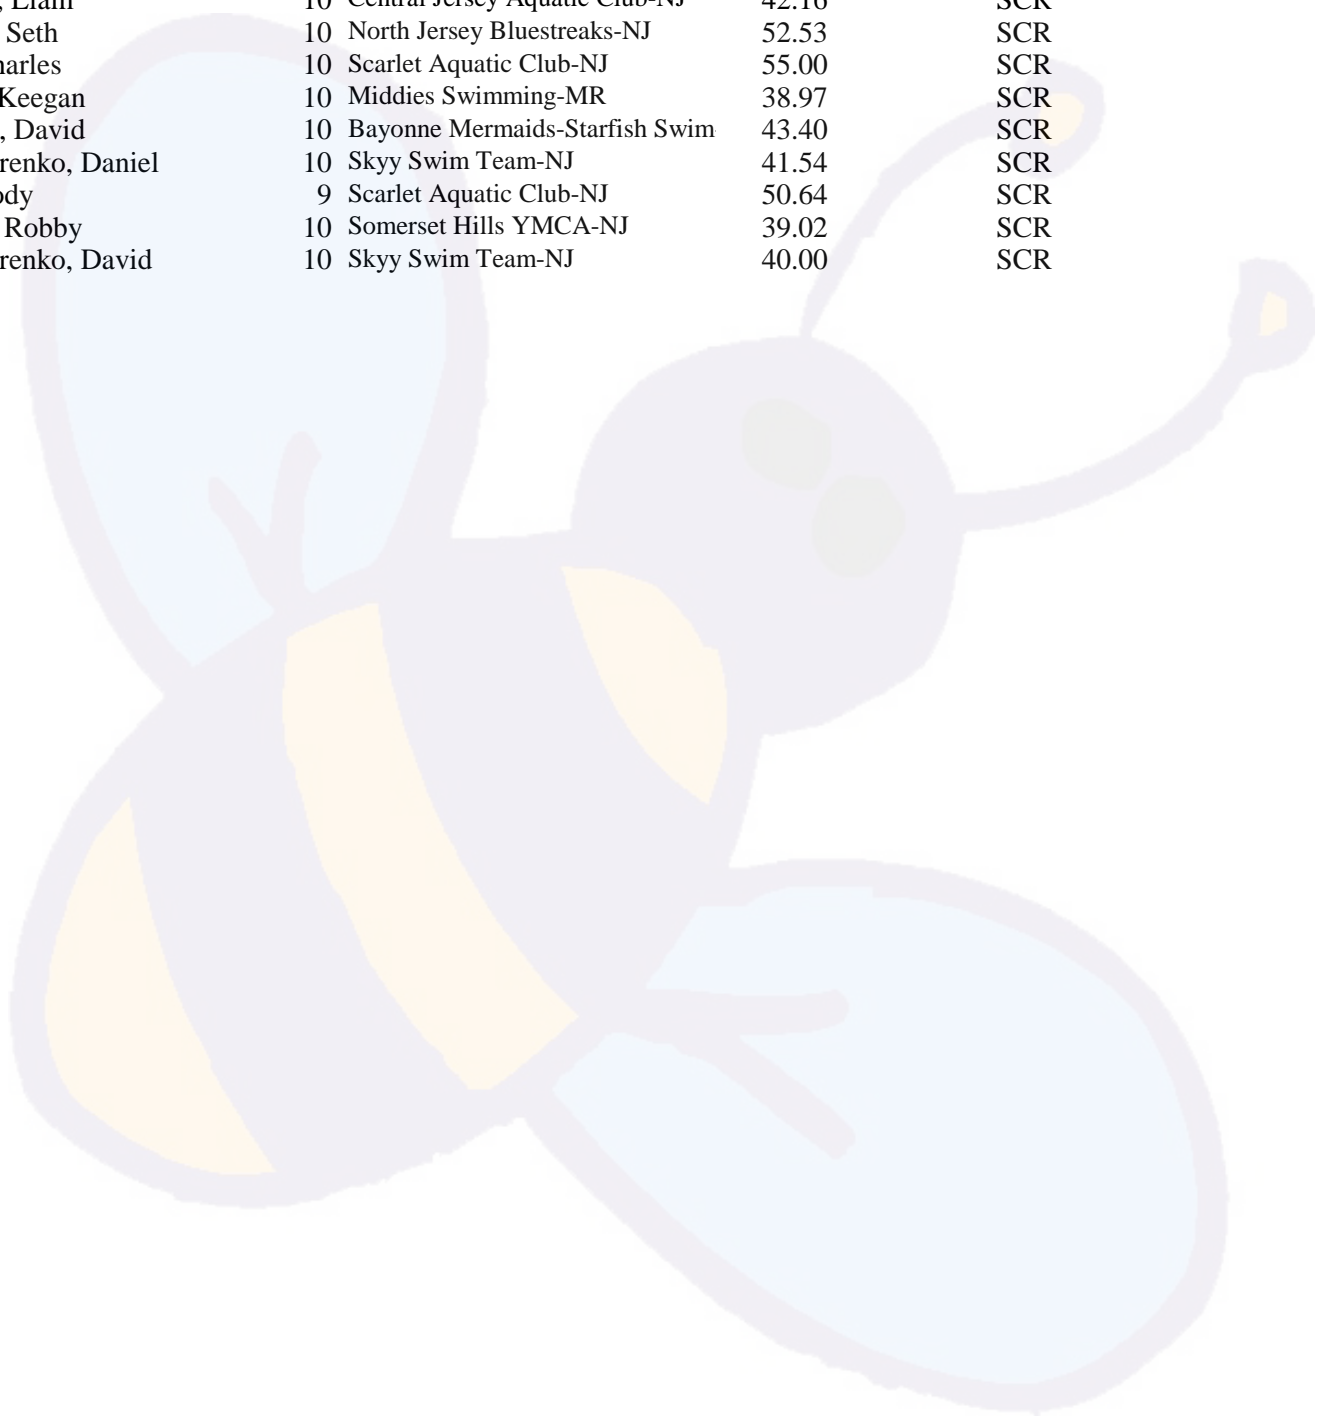 , Liam 10 Central Jersey Aquatic Club-NJ 42.16 SCR
Seth 10 North Jersey Bluestreaks-NJ 52.53 SCR
harles 10 Scarlet Aquatic Club-NJ 55.00 SCR
Keegan 10 Middies Swimming-MR 38.97 SCR
, David 10 Bayonne Mermaids-Starfish Swim 43.40 SCR
renko, Daniel 10 Skyy Swim Team-NJ 41.54 SCR
ody 9 Scarlet Aquatic Club-NJ 50.64 SCR
Robby 10 Somerset Hills YMCA-NJ 39.02 SCR
renko, David 10 Skyy Swim Team-NJ 40.00 SCR